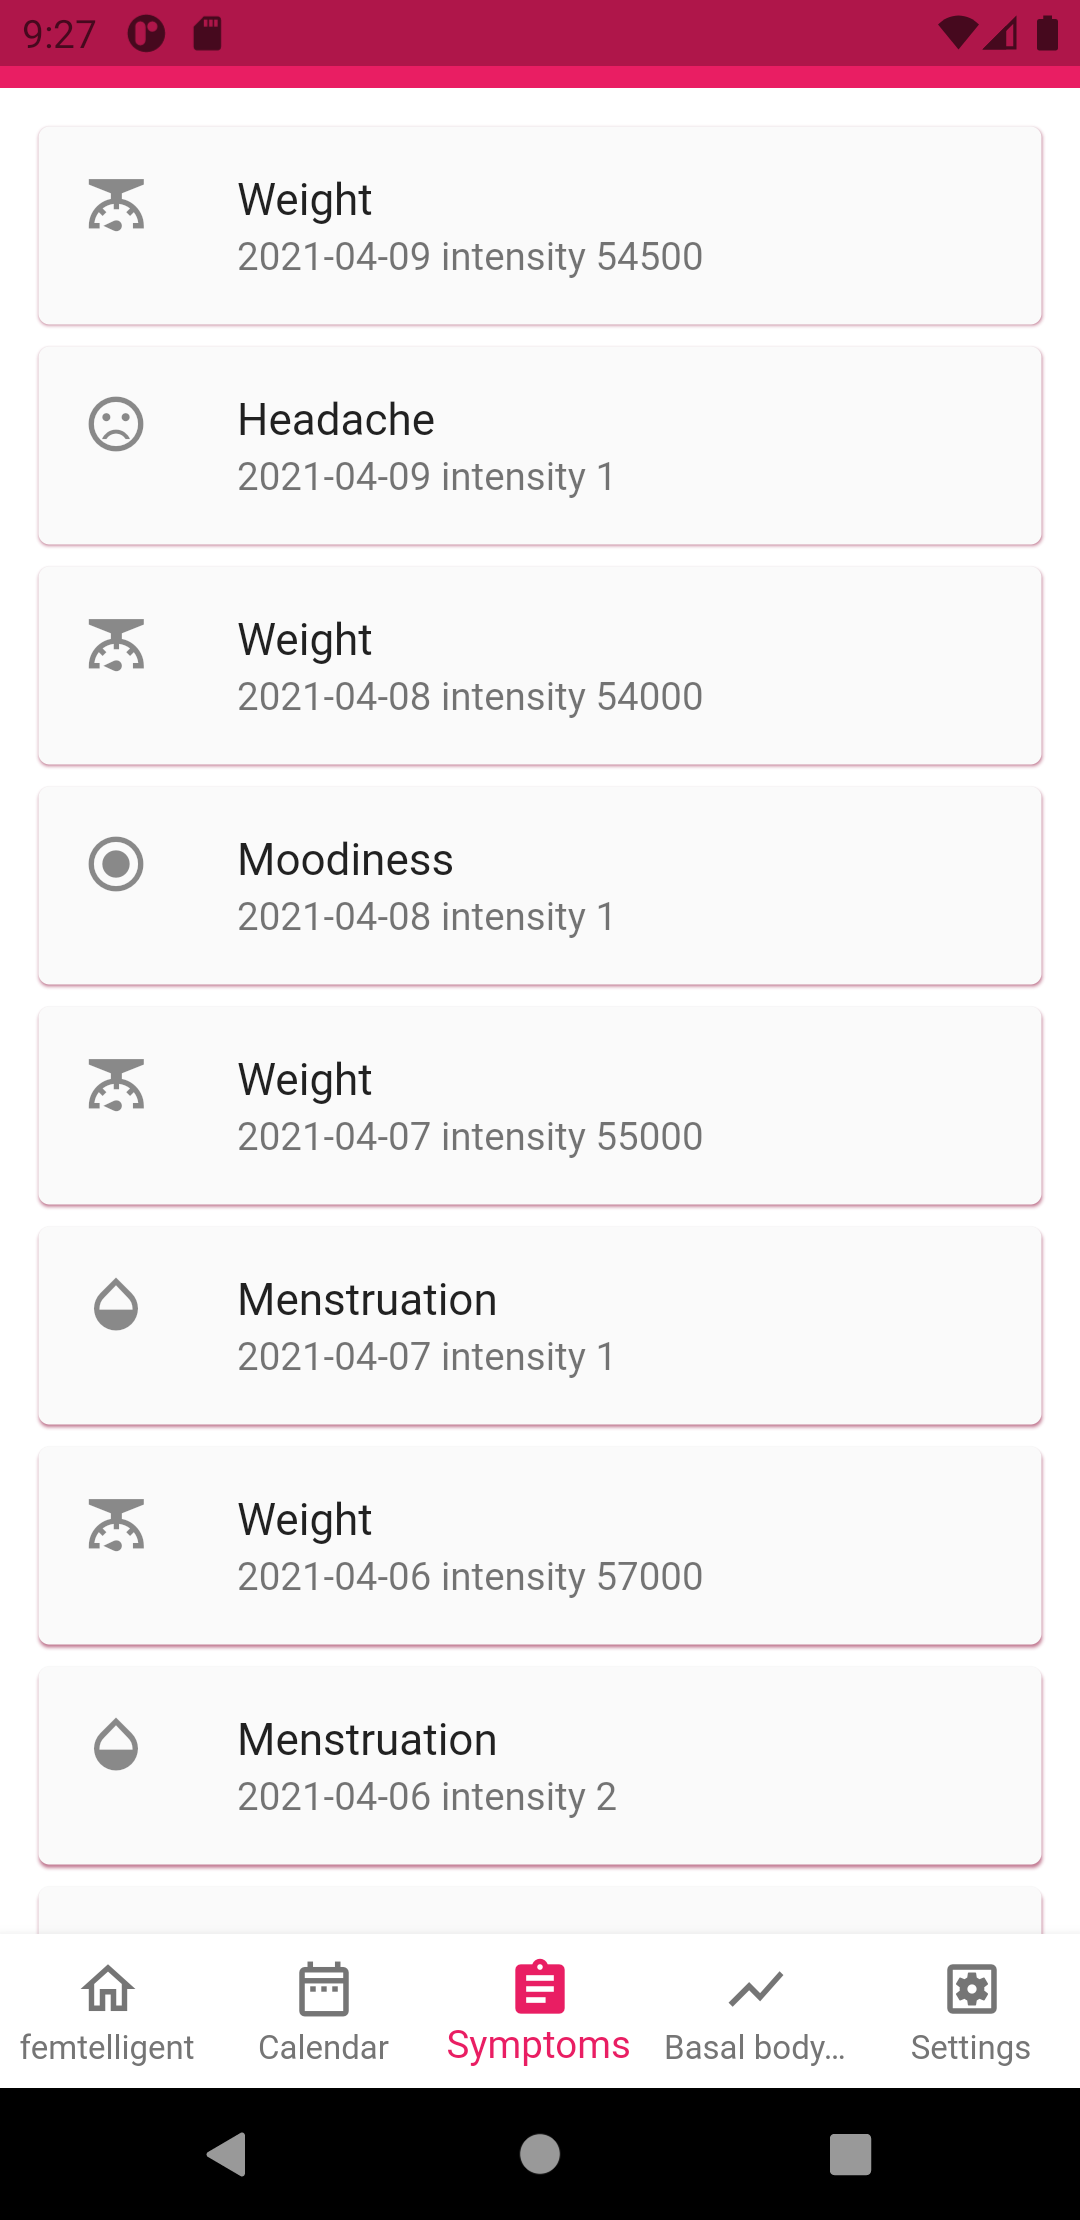 9:27
Weight
2021-04-09 intensity 54500
Headache
2021-04-09 intensity 1
Weight
2021-04-08 intensity 54000
Moodiness
2021-04-08 intensity 1
Weight
2021-04-07 intensity 55000
Menstruation
2021-04-07 intensity 1
Weight
2021-04-06 intensity 57000
Menstruation
2021-04-06 intensity 2
femtelligent
Calendar
Symptoms
Basal body...
Settings